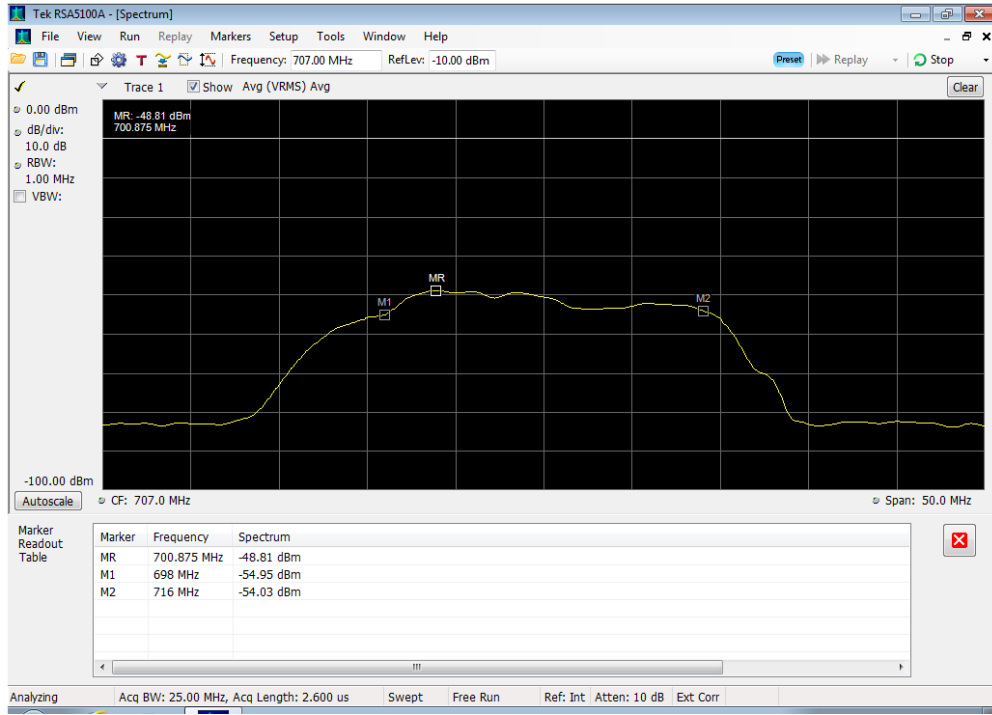 Tek RSA5100A - [Spectrum]
File View Run Replay Markers Setup Tools Window Help
Frequency: 707.00 MHz RefLev: -10.00 dBm Preset Replay Stop
Trace 1 Show Avg (VRMS) Avg Clear
0.00 dBm
dB/div:
10.0 dB
RBW:
1.00 MHz
VBW:
MR: -48.81 dBm
700.875 MHz
MR
M1
M2
-100.00 dBm
Autoscale CF: 707.0 MHz Span: 50.0 MHz
Marker Readout Table
Marker Frequency Spectrum
MR 700.875 MHz -48.81 dBm
M1 698 MHz -54.95 dBm
M2 716 MHz -54.03 dBm
Analyzing Acq BW: 25.00 MHz, Acq Length: 2.600 us Swept Free Run Ref: Int Atten: 10 dB Ext Corr